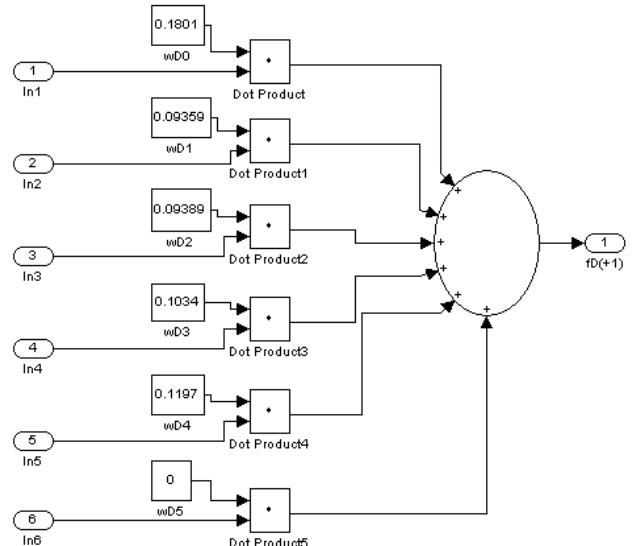 0.1801
wD0
1
In1
Dot Product
0.09359
wD1
2
In2
Dot Product1
0.09389
wD2
3
In3
Dot Product2
0.1034
wD3
4
In4
Dot Product3
0.1197
wD4
5
In5
Dot Product4
0
wD5
6
In6
Dot Product5
+
+
+
+
+
+
1
fD(+1)